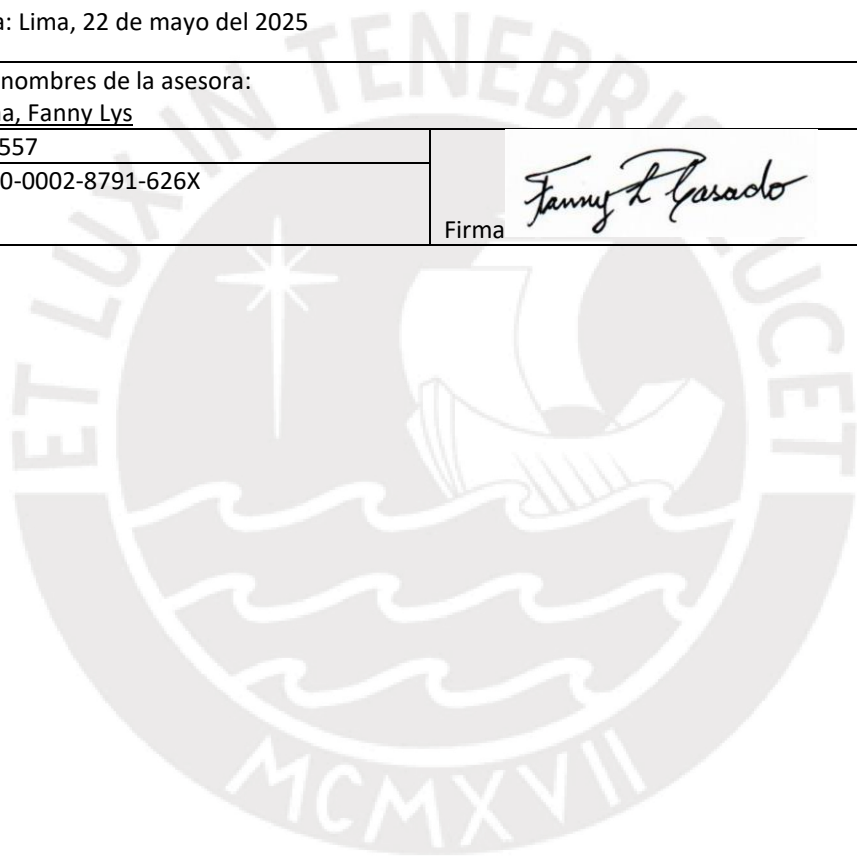 a: Lima, 22 de mayo del 2025
nombres de la asesora:
na, Fanny Lys
557
0-0002-8791-626X
Firma
Fanny L Casado
ET LUX IN TENEBRIS LUCET
MCMXVII